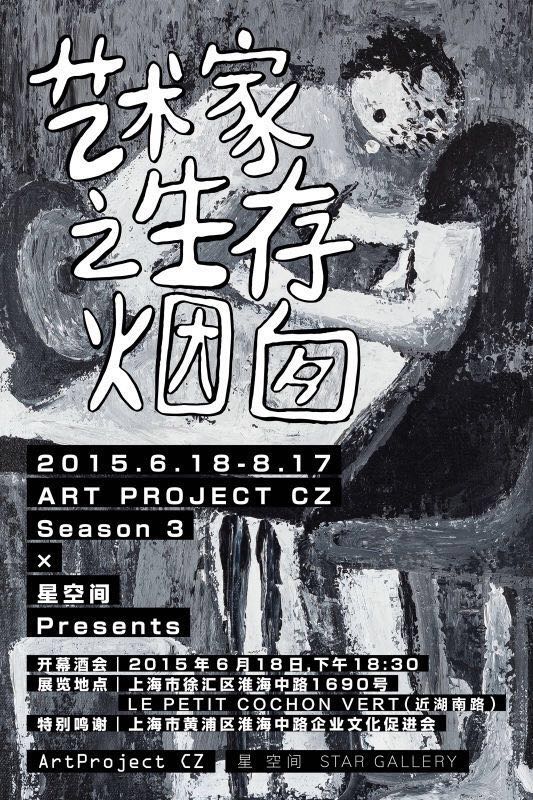 艺术家
之生存
烟囱
2015.6.18-8.17
ART PROJECT CZ
Season 3
×
星空间
Presents
开幕酒会｜2015年6月18日,下午18:30
展览地点｜上海市徐汇区淮海中路1690号
LE PETIT COCHON VERT(近湖南路)
特别鸣谢｜上海市黄浦区淮海中路企业文化促进会
ArtProject CZ 星 空间 STAR GALLERY